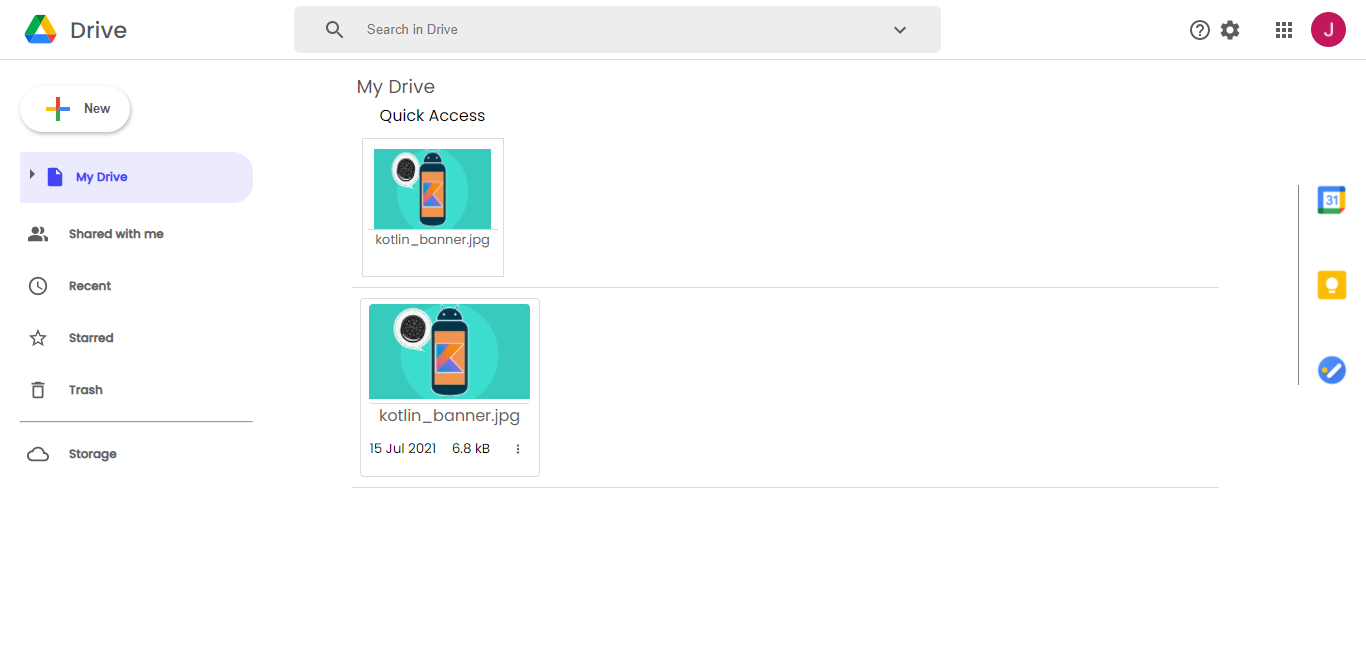 Drive
Search in Drive
J
New
My Drive
Shared with me
Recent
Starred
Trash
Storage
My Drive
Quick Access
kotlin_banner.jpg
kotlin_banner.jpg
15 Jul 2021 6.8 kB
31